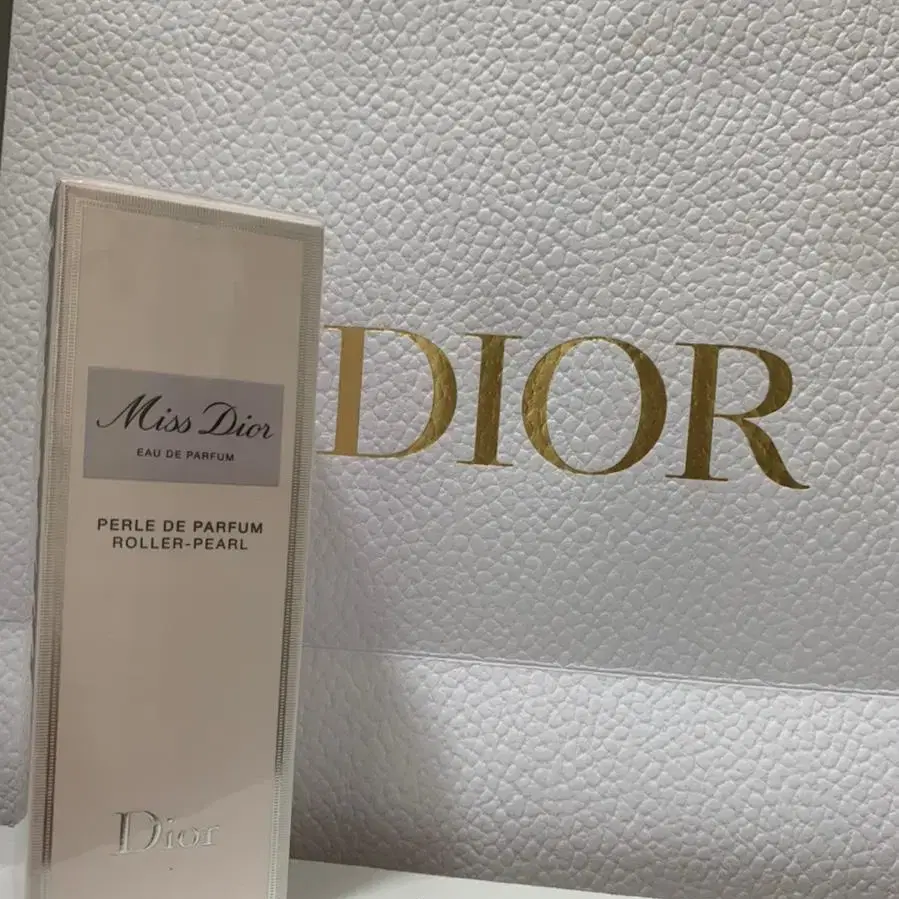 Miss Dior
EAU DE PARFUM
PERLE DE PARFUM
ROLLER-PEARL
Dior
DIOR